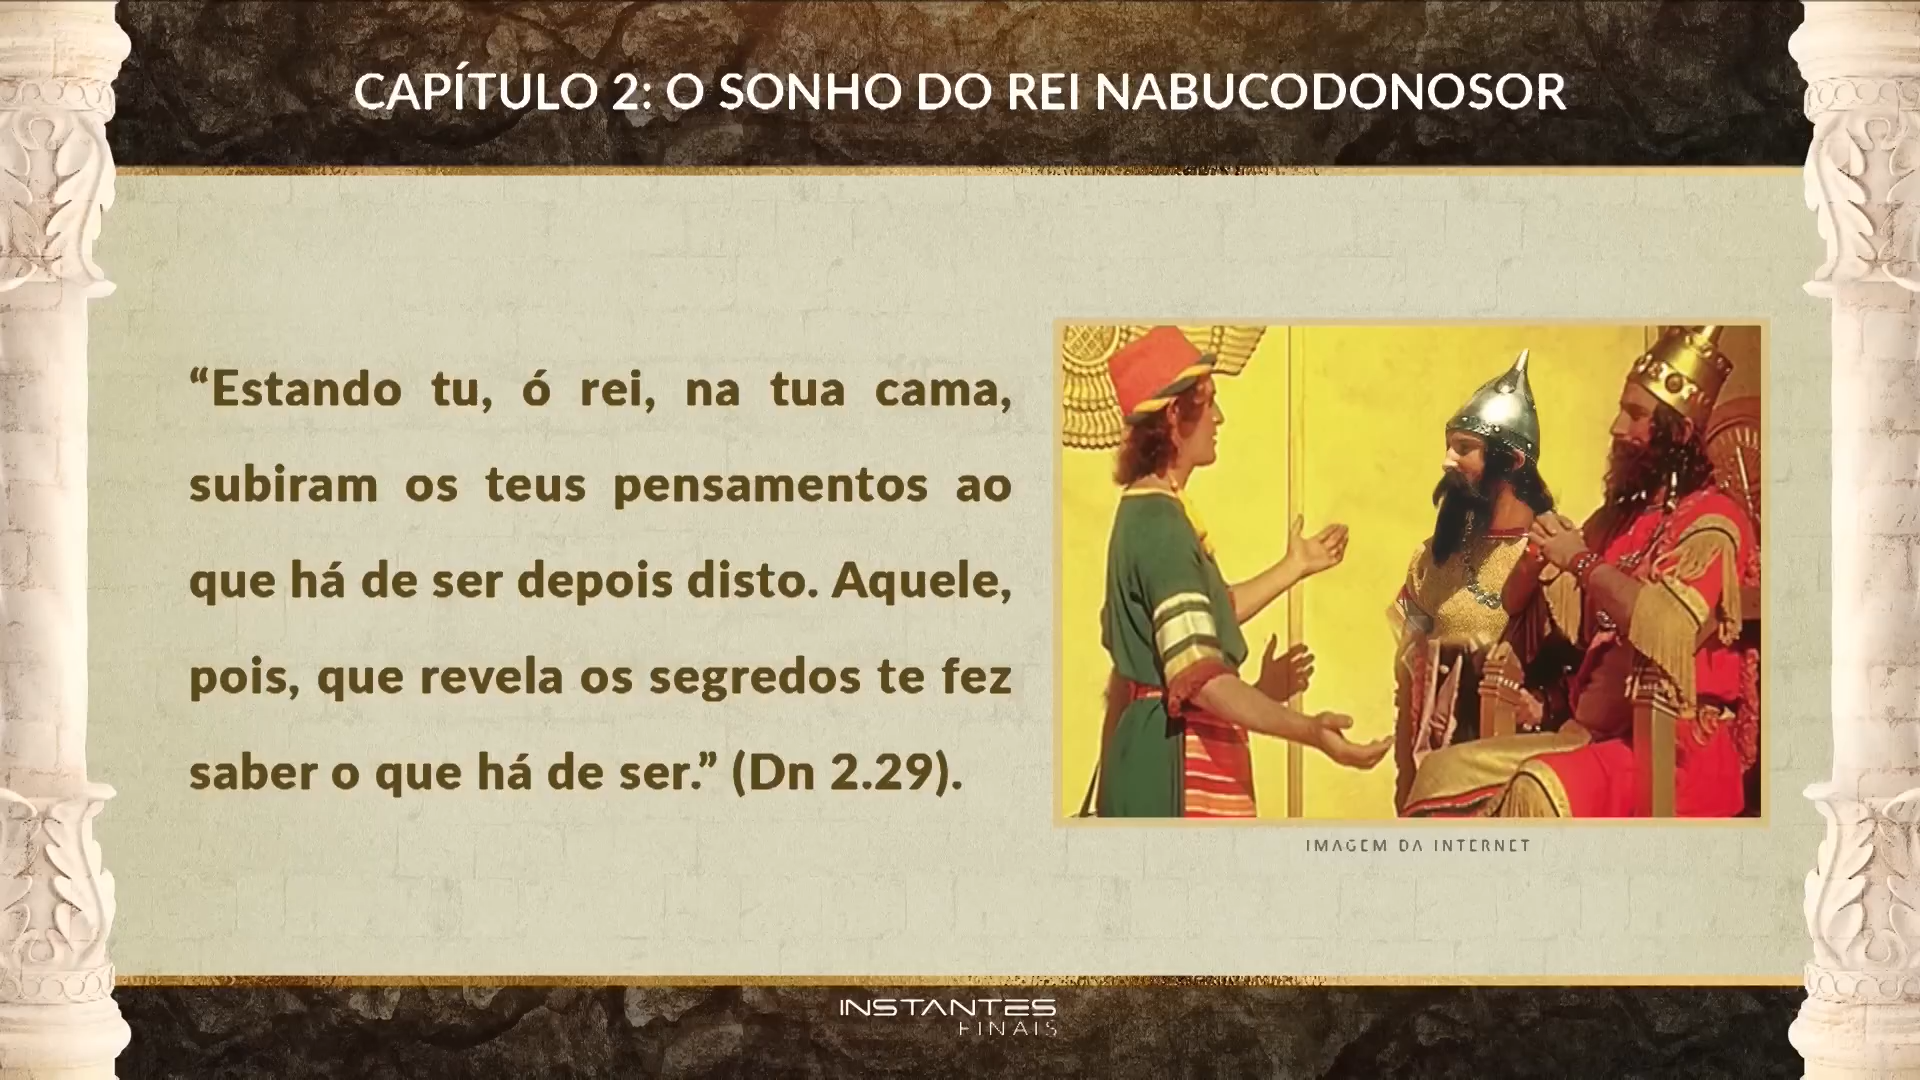 CAPÍTULO 2: O SONHO DO REI NABUCODONOSOR
“Estando tu, ó rei, na tua cama,
subiram os teus pensamentos ao
que há de ser depois disto. Aquele,
pois, que revela os segredos te fez
saber o que há de ser.” (Dn 2.29).
IMAGEM DA INTERNET
INSTANTES
FINAIS